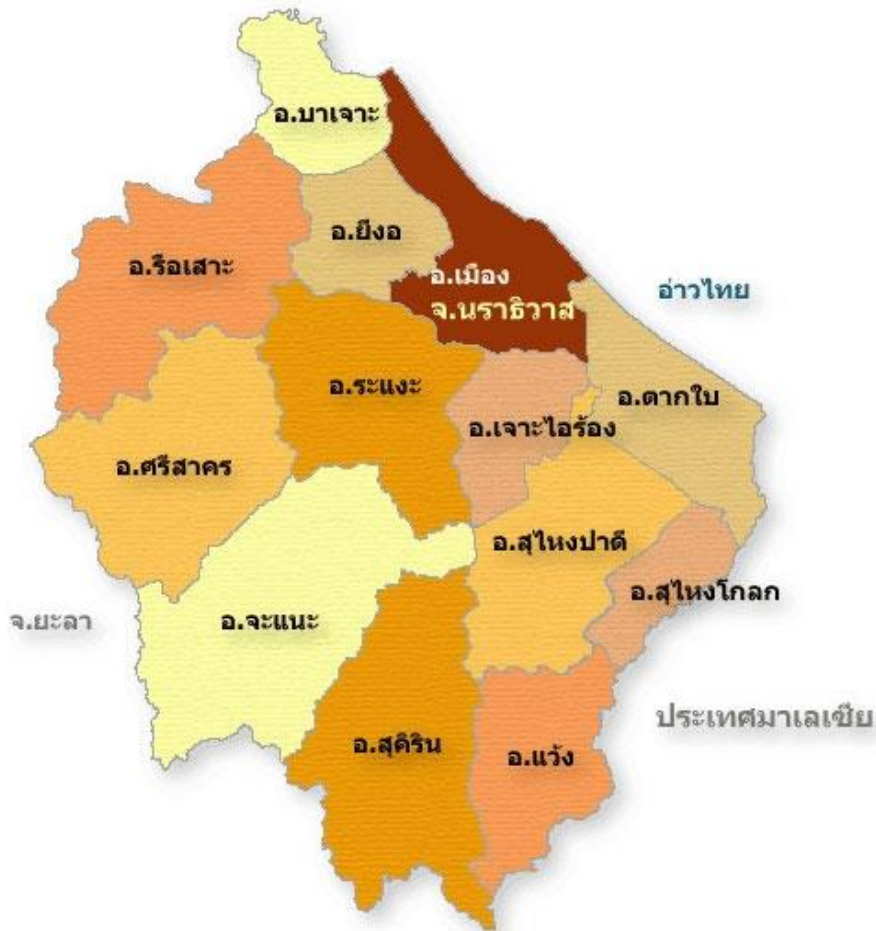 อ.บาเจาะ
อ.ยีงอ
อ.รือเสาะ
อ.เมือง
จ.นราธิวาส
อ่าวไทย
อ.ระแงะ
อ.ตากใบ
อ.เจาะไอร้อง
อ.ศรีสาคร
อ.สุไหงปาดี
อ.สุไหงโกลก
จ.ยะลา
อ.จะแนะ
ประเทศมาเลเซีย
อ.สุคิริน
อ.แว้ง